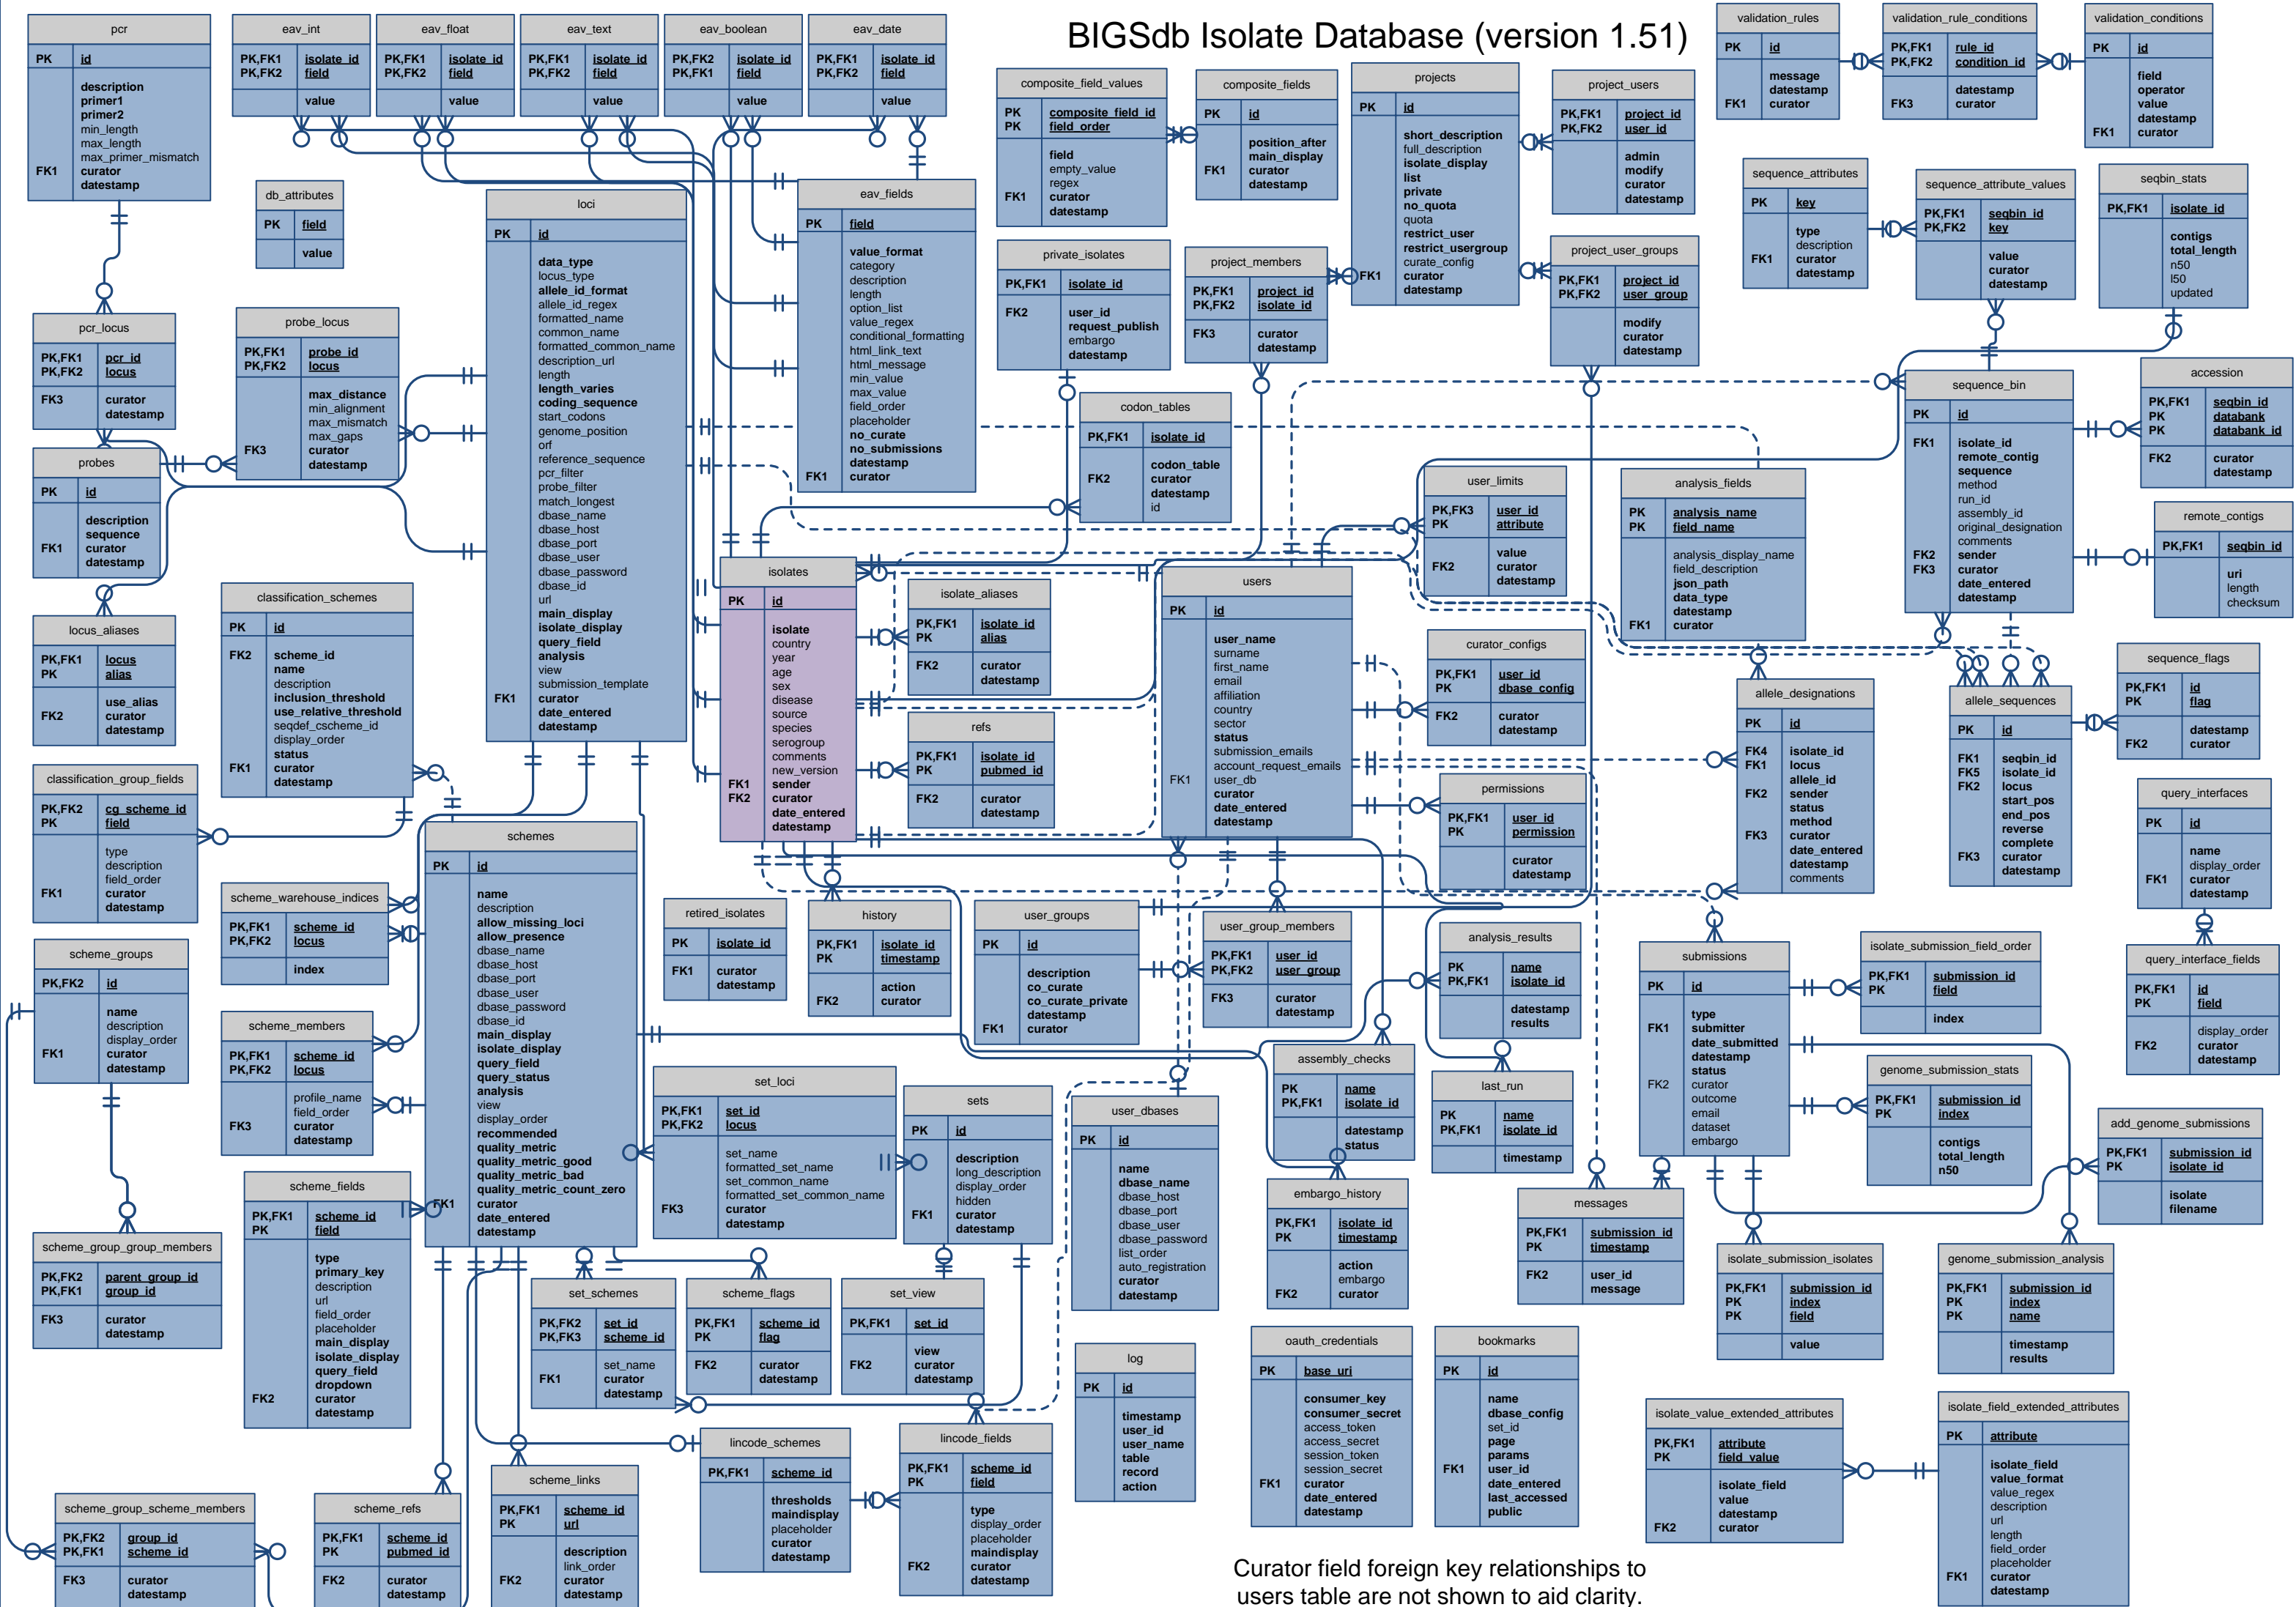 BIGSdb Isolate Database (version 1.51)
pcr
PK id
description
primer1
primer2
min_length
max_length
max_primer_mismatch
FK1 curator
datestamp
eav_int
PK,FK1 isolate_id
PK,FK2 field
value
eav_float
PK,FK1 isolate_id
PK,FK2 field
value
eav_text
PK,FK1 isolate_id
PK,FK2 field
value
eav_boolean
PK,FK2 isolate_id
PK,FK1 field
value
eav_date
PK,FK1 isolate_id
PK,FK2 field
value
composite_field_values
PK composite_field_id
PK field_order
field
empty_value
regex
FK1 curator
datestamp
composite_fields
PK id
position_after
main_display
FK1 curator
datestamp
projects
PK id
short_description
full_description
isolate_display
list
private
no_quota
quota
restrict_user
restrict_usergroup
curate_config
FK1 curator
datestamp
project_users
PK,FK1 project_id
PK,FK2 user_id
admin
modify
curator
datestamp
validation_rules
PK id
message
datestamp
FK1 curator
validation_rule_conditions
PK,FK1 rule_id
PK,FK2 condition_id
datestamp
FK3 curator
validation_conditions
PK id
field
operator
value
datestamp
FK1 curator
db_attributes
PK field
value
loci
PK id
data_type
locus_type
allele_id_format
allele_id_regex
formatted_name
common_name
formatted_common_name
description_url
length
length_varies
coding_sequence
start_codons
genome_position
orf
reference_sequence
pcr_filter
probe_filter
match_longest
dbase_name
dbase_host
dbase_port
dbase_user
dbase_password
dbase_id
url
main_display
isolate_display
query_field
analysis
view
submission_template
FK1 curator
date_entered
datestamp
eav_fields
PK field
value_format
category
description
length
option_list
value_regex
conditional_formatting
html_link_text
html_message
min_value
max_value
field_order
placeholder
no_curate
no_submissions
datestamp
FK1 curator
private_isolates
PK,FK1 isolate_id
FK2 user_id
request_publish
embargo
datestamp
project_members
PK,FK1 project_id
PK,FK2 isolate_id
FK3 curator
datestamp
project_user_groups
PK,FK1 project_id
PK,FK2 user_group
modify
curator
datestamp
sequence_attributes
PK key
type
description
FK1 curator
datestamp
sequence_attribute_values
PK,FK1 seqbin_id
PK,FK2 key
value
curator
datestamp
seqbin_stats
PK,FK1 isolate_id
contigs
total_length
n50
l50
updated
pcr_locus
PK,FK1 pcr_id
PK,FK2 locus
FK3 curator
datestamp
probe_locus
PK,FK1 probe_id
PK,FK2 locus
max_distance
min_alignment
max_mismatch
max_gaps
FK3 curator
datestamp
probes
PK id
description
sequence
FK1 curator
datestamp
codon_tables
PK,FK1 isolate_id
codon_table
FK2 curator
datestamp
id
user_limits
PK,FK3 user_id
PK attribute
value
FK2 curator
datestamp
analysis_fields
PK analysis_name
PK field_name
analysis_display_name
field_description
json_path
data_type
datestamp
FK1 curator
sequence_bin
PK id
FK1 isolate_id
remote_contig
sequence
method
run_id
assembly_id
original_designation
comments
FK2 sender
FK3 curator
date_entered
datestamp
accession
PK,FK1 seqbin_id
PK databank
PK databank_id
FK2 curator
datestamp
remote_contigs
PK,FK1 seqbin_id
uri
length
checksum
locus_aliases
PK,FK1 locus
PK alias
use_alias
FK2 curator
datestamp
classification_schemes
PK id
FK2 scheme_id
name
description
inclusion_threshold
use_relative_threshold
seqdef_cscheme_id
display_order
status
FK1 curator
datestamp
isolates
PK id
isolate
country
year
age
sex
disease
source
species
serogroup
comments
new_version
FK1 sender
FK2 curator
date_entered
datestamp
isolate_aliases
PK,FK1 isolate_id
PK alias
FK2 curator
datestamp
refs
PK,FK1 isolate_id
PK pubmed_id
FK2 curator
datestamp
users
PK id
user_name
surname
first_name
email
affiliation
country
sector
status
submission_emails
account_request_emails
FK1 user_db
curator
date_entered
datestamp
curator_configs
PK,FK1 user_id
PK dbase_config
FK2 curator
datestamp
permissions
PK,FK1 user_id
PK permission
curator
datestamp
allele_designations
PK id
FK4 isolate_id
FK1 locus
allele_id
FK2 sender
status
method
FK3 curator
date_entered
datestamp
comments
allele_sequences
PK id
FK1 seqbin_id
FK5 isolate_id
FK2 locus
start_pos
end_pos
reverse
complete
FK3 curator
datestamp
sequence_flags
PK,FK1 id
PK flag
datestamp
FK2 curator
classification_group_fields
PK,FK2 cg_scheme_id
PK field
type
description
field_order
FK1 curator
datestamp
query_interfaces
PK id
name
display_order
FK1 curator
datestamp
schemes
PK id
name
description
allow_missing_loci
allow_presence
dbase_name
dbase_host
dbase_port
dbase_user
dbase_password
dbase_id
main_display
isolate_display
query_field
query_status
analysis
view
display_order
recommended
quality_metric
quality_metric_good
quality_metric_bad
quality_metric_count_zero
FK1 curator
date_entered
datestamp
scheme_warehouse_indices
PK,FK1 scheme_id
PK,FK2 locus
index
scheme_groups
PK,FK2 id
name
description
display_order
FK1 curator
datestamp
scheme_members
PK,FK1 scheme_id
PK,FK2 locus
profile_name
field_order
FK3 curator
datestamp
retired_isolates
PK isolate_id
FK1 curator
datestamp
history
PK,FK1 isolate_id
PK timestamp
action
FK2 curator
user_groups
PK id
description
co_curate
co_curate_private
datestamp
FK1 curator
user_group_members
PK,FK1 user_id
PK,FK2 user_group
FK3 curator
datestamp
analysis_results
PK name
PK,FK1 isolate_id
datestamp
results
submissions
PK id
type
FK1 submitter
date_submitted
datestamp
status
FK2 curator
outcome
email
dataset
embargo
isolate_submission_field_order
PK,FK1 submission_id
PK field
index
query_interface_fields
PK,FK1 id
PK field
display_order
FK2 curator
datestamp
genome_submission_stats
PK,FK1 submission_id
PK index
contigs
total_length
n50
add_genome_submissions
PK,FK1 submission_id
PK isolate_id
isolate
filename
set_loci
PK,FK1 set_id
PK,FK2 locus
set_name
formatted_set_name
set_common_name
formatted_set_common_name
FK3 curator
datestamp
sets
PK id
description
long_description
display_order
hidden
FK1 curator
datestamp
user_dbases
PK id
name
dbase_name
dbase_host
dbase_port
dbase_user
dbase_password
list_order
auto_registration
curator
datestamp
assembly_checks
PK name
PK,FK1 isolate_id
datestamp
status
last_run
PK name
PK,FK1 isolate_id
timestamp
embargo_history
PK,FK1 isolate_id
PK timestamp
action
embargo
FK2 curator
messages
PK,FK1 submission_id
PK timestamp
FK2 user_id
message
isolate_submission_isolates
PK,FK1 submission_id
PK index
PK field
value
genome_submission_analysis
PK,FK1 submission_id
PK index
PK name
timestamp
results
scheme_fields
PK,FK1 scheme_id
PK field
type
primary_key
description
url
field_order
placeholder
main_display
isolate_display
query_field
dropdown
FK2 curator
datestamp
scheme_group_group_members
PK,FK2 parent_group_id
PK,FK1 group_id
FK3 curator
datestamp
set_schemes
PK,FK2 set_id
PK,FK3 scheme_id
set_name
FK1 curator
datestamp
scheme_flags
PK,FK1 scheme_id
PK flag
FK2 curator
datestamp
set_view
PK,FK1 set_id
view
FK2 curator
datestamp
log
PK id
timestamp
user_id
user_name
table
record
action
oauth_credentials
PK base_uri
consumer_key
consumer_secret
access_token
access_secret
session_token
session_secret
FK1 curator
date_entered
datestamp
bookmarks
PK id
name
dbase_config
set_id
page
params
FK1 user_id
date_entered
last_accessed
public
isolate_value_extended_attributes
PK,FK1 attribute
PK field_value
isolate_field
value
datestamp
FK2 curator
isolate_field_extended_attributes
PK attribute
isolate_field
value_format
value_regex
description
url
length
field_order
placeholder
FK1 curator
datestamp
scheme_group_scheme_members
PK,FK2 group_id
PK,FK1 scheme_id
FK3 curator
datestamp
scheme_refs
PK,FK1 scheme_id
PK pubmed_id
FK2 curator
datestamp
scheme_links
PK,FK1 scheme_id
PK url
description
link_order
FK2 curator
datestamp
lincode_schemes
PK,FK1 scheme_id
thresholds
maindisplay
placeholder
curator
datestamp
lincode_fields
PK,FK1 scheme_id
PK field
type
display_order
placeholder
maindisplay
FK2 curator
datestamp
Curator field foreign key relationships to
users table are not shown to aid clarity.